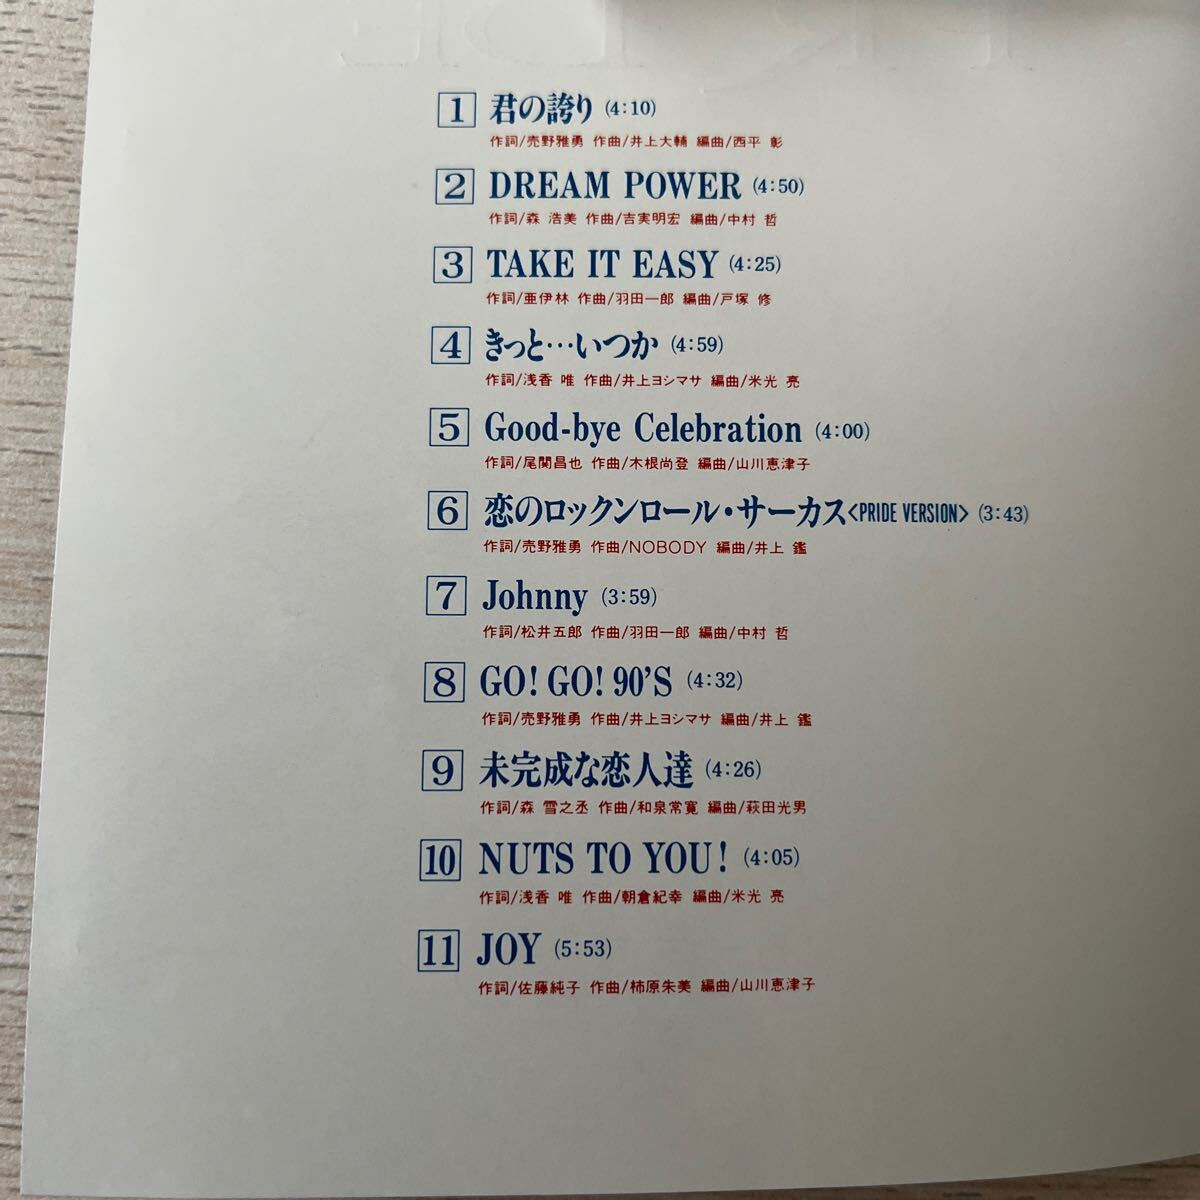 1 君の誇り (4:10)
作詞/売野雅勇 作曲/井上大輔 編曲/西平 彰
2 DREAM POWER (4:50)
作詞/森 浩美 作曲/吉実明宏 編曲/中村 哲
3 TAKE IT EASY (4:25)
作詞/亜伊林 作曲/羽田一郎 編曲/戸塚 修
4 きっと…いつか (4:59)
作詞/浅香 唯 作曲/井上ヨシマサ 編曲/米光 亮
5 Good-bye Celebration (4:00)
作詞/尾関昌也 作曲/木根尚登 編曲/山川恵津子
6 恋のロックンロール・サーカス<PRIDE VERSION> (3:43)
作詞/売野雅勇 作曲/NOBODY 編曲/井上 鑑
7 Johnny (3:59)
作詞/松井五郎 作曲/羽田一郎 編曲/中村 哲
8 GO! GO! 90'S (4:32)
作詞/売野雅勇 作曲/井上ヨシマサ 編曲/井上 鑑
9 未完成な恋人達 (4:26)
作詞/森 雪之丞 作曲/和泉常寛 編曲/萩田光男
10 NUTS TO YOU! (4:05)
作詞/浅香 唯 作曲/朝倉紀幸 編曲/米光 亮
11 JOY (5:53)
作詞/佐藤純子 作曲/柿原朱美 編曲/山川恵津子